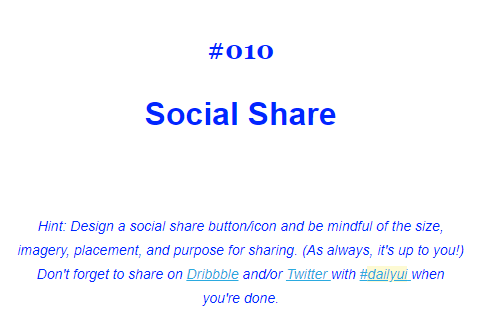 #010
Social Share
Hint: Design a social share button/icon and be mindful of the size,
imagery, placement, and purpose for sharing. (As always, it's up to you!)
Don't forget to share on Dribbble and/or Twitter with #dailyui when
you're done.